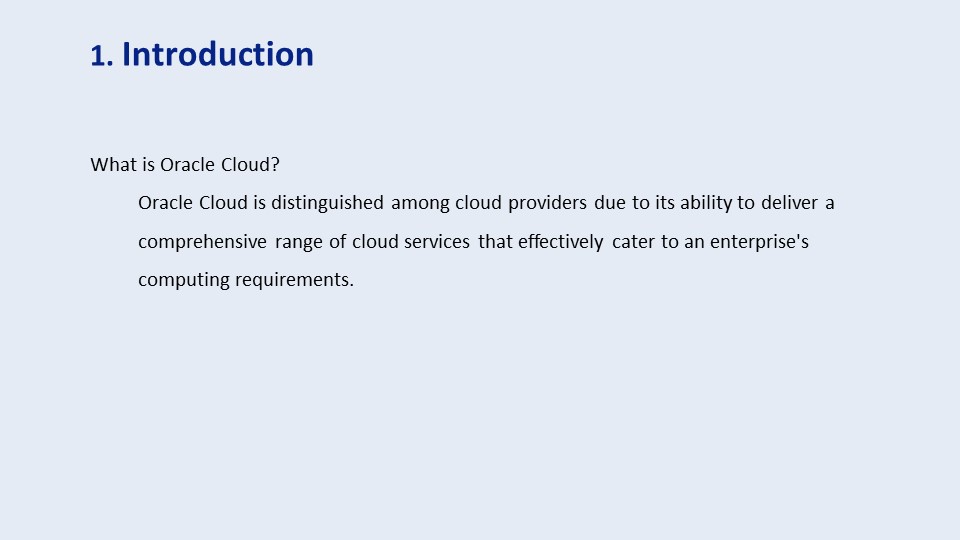 1. Introduction
What is Oracle Cloud?
Oracle Cloud is distinguished among cloud providers due to its ability to deliver a
comprehensive range of cloud services that effectively cater to an enterprise's
computing requirements.